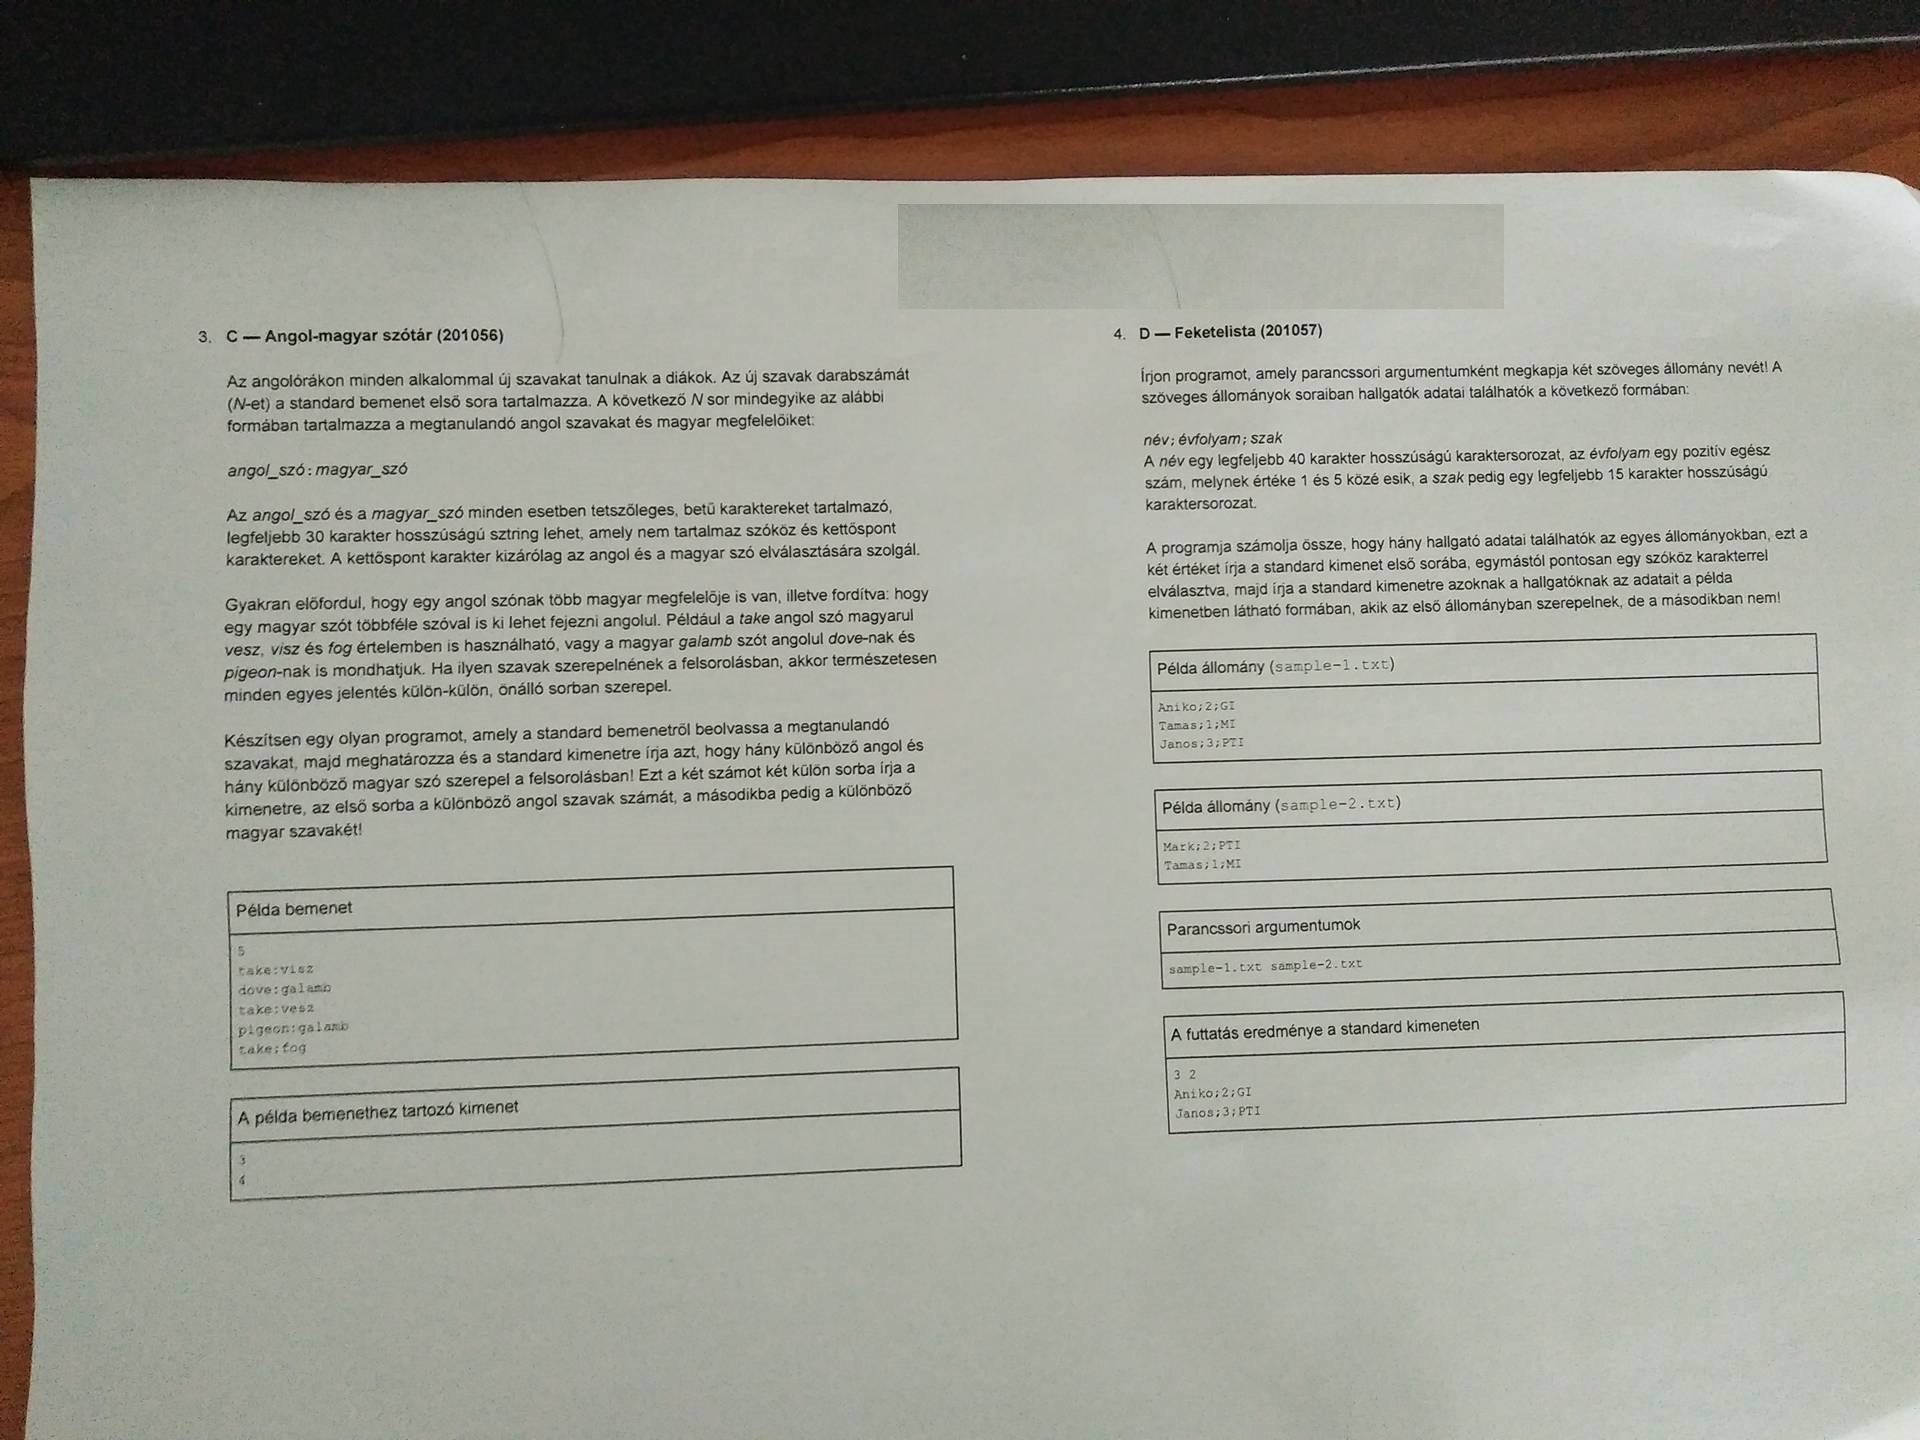 3. C — Angol-magyar szótár (201056)
Az angolórákon minden alkalommal új szavakat tanulnak a diákok. Az új szavak darabszámát
(N-et) a standard bemenet első sora tartalmazza. A következő N sor mindegyike az alábbi
formában tartalmazza a megtanulandó angol szavakat és magyar megfelelőiket:
angol_szó:magyar_szó
Az angol_szó és a magyar_szó minden esetben tetszőleges, betű karaktereket tartalmazó,
legfeljebb 30 karakter hosszúságú sztring lehet, amely nem tartalmaz szóköz és kettőspont
karaktereket. A kettőspont karakter kizárólag az angol és a magyar szó elválasztására szolgál.
Gyakran előfordul, hogy egy angol szónak több magyar megfelelője is van, illetve fordítva: hogy
egy magyar szót többféle szóval is ki lehet fejezni angolul. Például a take angol szó magyarul
vesz, visz és fog értelemben is használható, vagy a magyar galamb szót angolul dove-nak és
pigeon-nak is mondhatjuk. Ha ilyen szavak szerepelnének a felsorolásban, akkor természetesen
minden egyes jelentés külön-külön, önálló sorban szerepel.
Készítsen egy olyan programot, amely a standard bemenetről beolvassa a megtanulandó
szavakat, majd meghatározza és a standard kimenetre írja azt, hogy hány különböző angol és
hány különböző magyar szó szerepel a felsorolásban! Ezt a két számot két külön sorba írja a
kimenetre, az első sorba a különböző angol szavak számát, a másodikba pedig a különböző
magyar szavakét!
Példa bemenet
5
take:visz
dove:galamb
take:vesz
pigeon:galamb
take:fog
A példa bemenethez tartozó kimenet
3
4
4. D — Feketelista (201057)
Írjon programot, amely parancssori argumentumként megkapja két szöveges állomány nevét! A
szöveges állományok soraiban hallgatók adatai találhatók a következő formában:
név;évfolyam;szak
A név egy legfeljebb 40 karakter hosszúságú karaktersorozat, az évfolyam egy pozitív egész
szám, melynek értéke 1 és 5 közé esik, a szak pedig egy legfeljebb 15 karakter hosszúságú
karaktersorozat.
A programja számolja össze, hogy hány hallgató adatai találhatók az egyes állományokban, ezt a
két értéket írja a standard kimenet első sorába, egymástól pontosan egy szóköz karakterrel
elválasztva, majd írja a standard kimenetre azoknak a hallgatóknak az adatait a példa
kimenetben látható formában, akik az első állományban szerepelnek, de a másodikban nem!
Példa állomány (sample-1.txt)
Aniko;2;GI
Tamas;1;MI
Janos;3;PTI
Példa állomány (sample-2.txt)
Mark;2;PTI
Tamas;1;MI
Parancssori argumentumok
sample-1.txt sample-2.txt
A futtatás eredménye a standard kimeneten
3 2
Aniko;2;GI
Janos;3;PTI